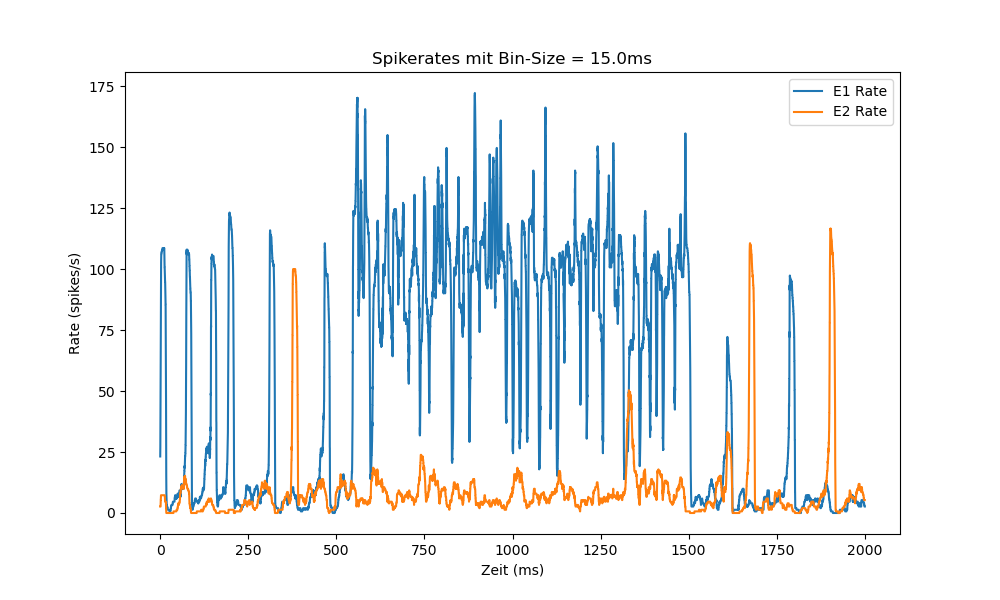 Spikerates mit Bin-Size = 15.0ms
E1 Rate
E2 Rate
175
150
125
100
75
50
25
0
Rate (spikes/s)
0 250 500 750 1000 1250 1500 1750 2000
Zeit (ms)